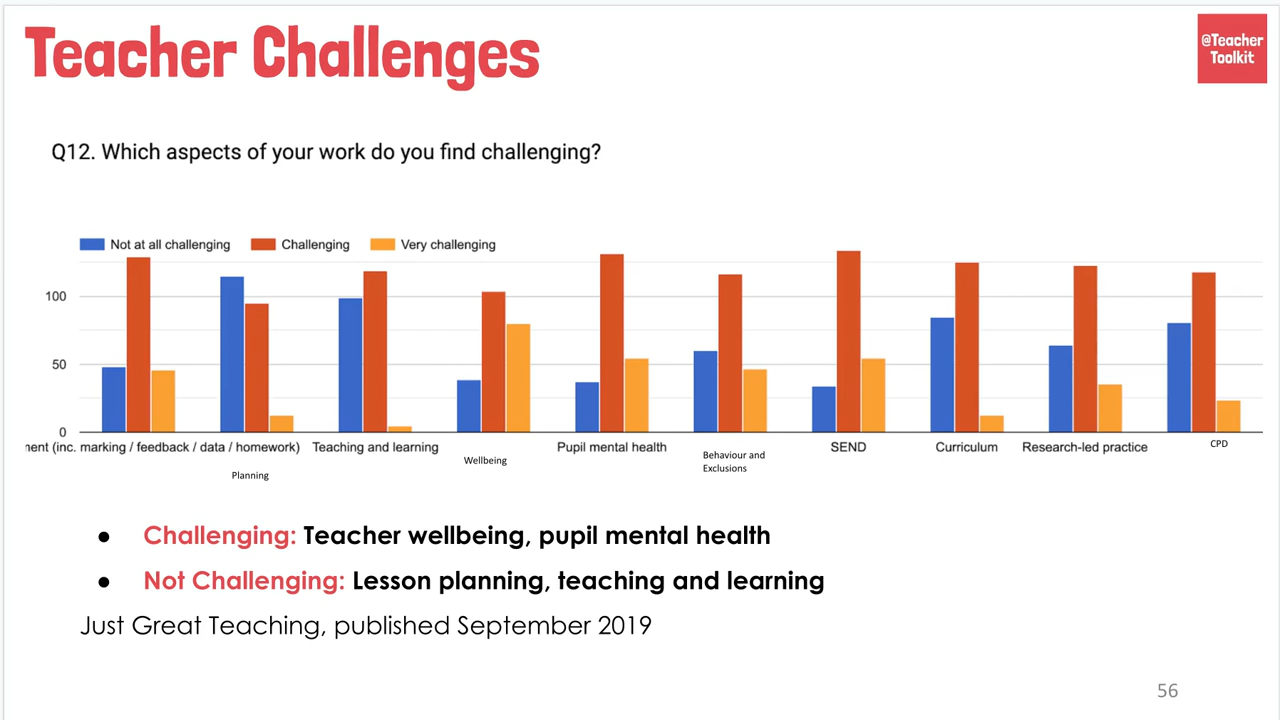 Teacher Challenges
@Teacher
Toolkit
Q12. Which aspects of your work do you find challenging?
Not at all challenging Challenging Very challenging
100
50
0
(inc. marking / feedback / data / homework) Teaching and learning Pupil mental health SEND Curriculum Research-led practice CPD
Wellbeing Behaviour and
Exclusions
Planning
● Challenging: Teacher wellbeing, pupil mental health
● Not Challenging: Lesson planning, teaching and learning
Just Great Teaching, published September 2019
56